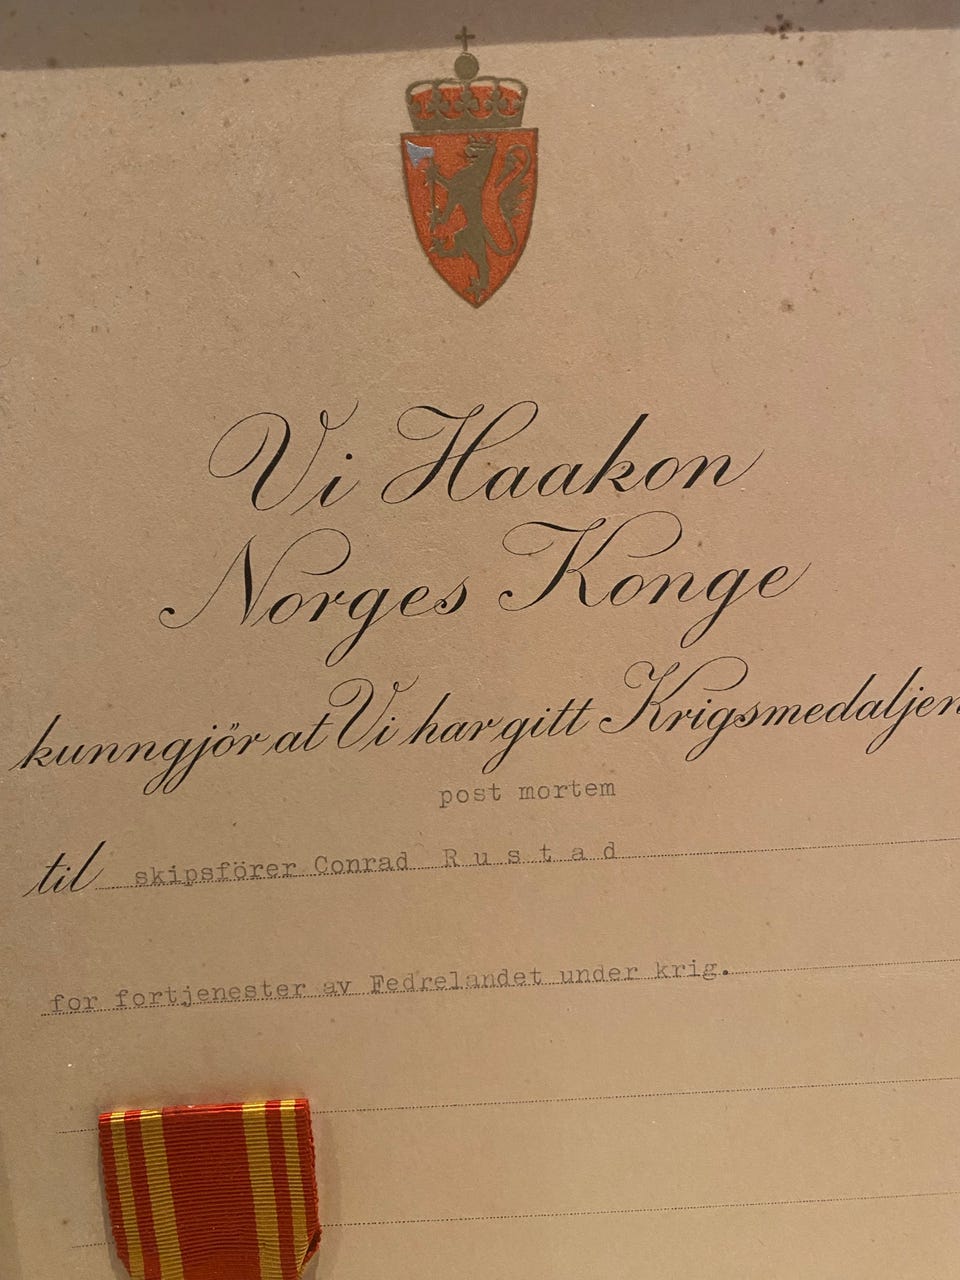 Vi Haakon
Norges Konge
kunngjör at Vi har gitt Krigsmedaljen
post mortem
til skipsförer Conrad R u s t a d
for fortjenester av Fedrelandet under krig.